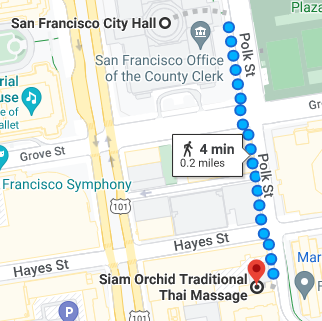 San Francisco City Hall
Plaza
Polk St
San Francisco Office
of the County Clerk
orial
ouse
e of
allet
Grove St
4 min
0.2 miles
Polk St
Francisco Symphony
101
101
Hayes St
Hayes St
Siam Orchid Traditional
Thai Massage
Mar
P